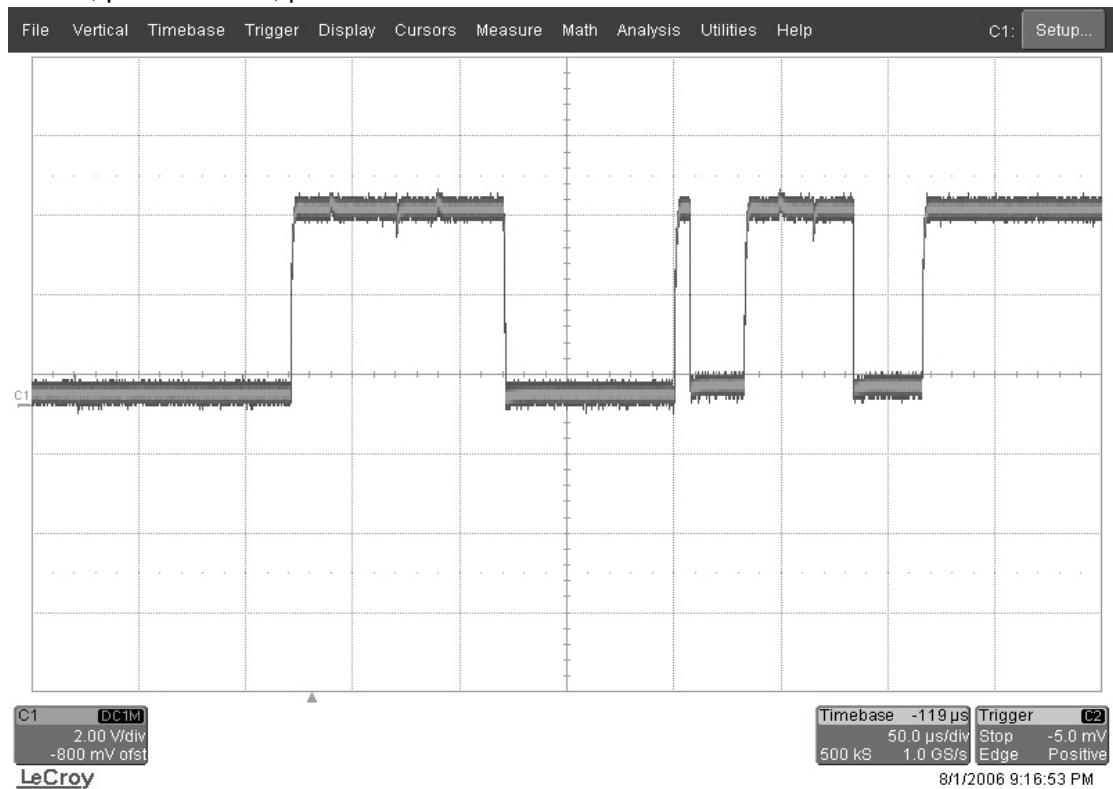 File Vertical Timebase Trigger Display Cursors Measure Math Analysis Utilities Help C1: Setup...
C1
C1 DC1M
2.00 V/div
-800 mV ofst
Timebase -119 µs
50.0 µs/div
500 kS 1.0 GS/s
Trigger C2
Stop -5.0 mV
Edge Positive
LeCroy
8/1/2006 9:16:53 PM